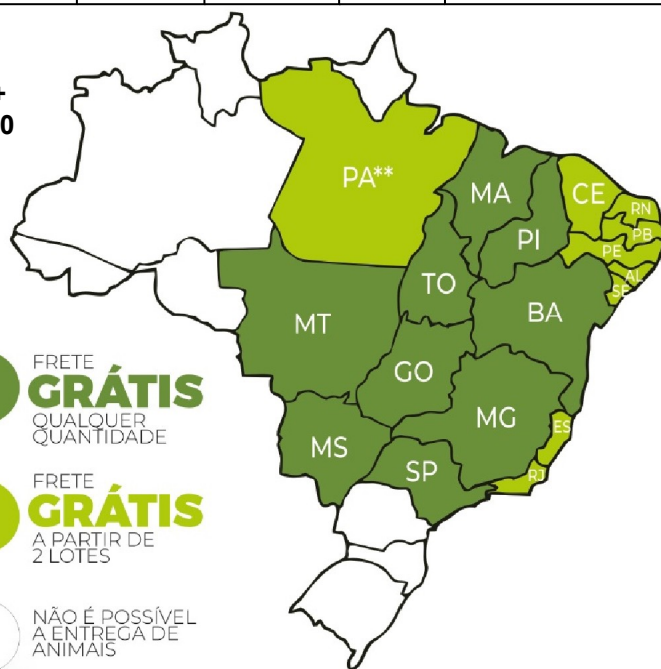 +
0
PA**
MA
CE
RN
PI
PB
PE
AL
SE
TO
BA
MT
GO
MG
ES
MS
SP
RJ
FRETE
GRÁTIS
QUALQUER
QUANTIDADE
FRETE
GRÁTIS
A PARTIR DE
2 LOTES
NÃO É POSSÍVEL
A ENTREGA DE
ANIMAIS